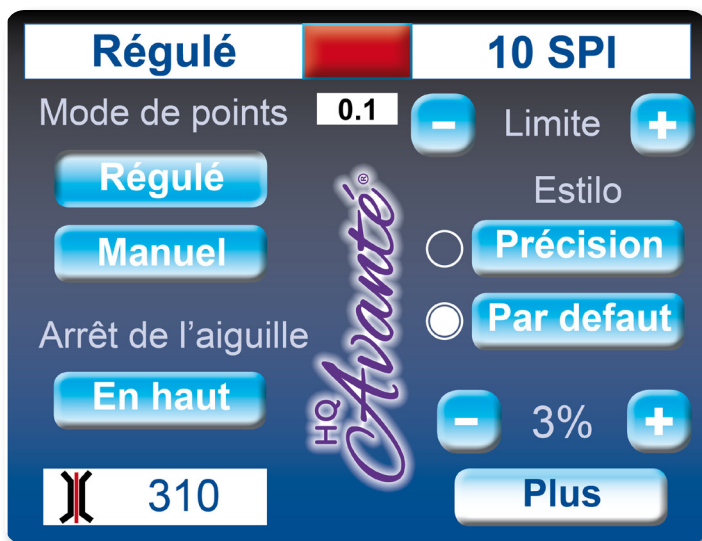 Régulé
10 SPI
Mode de points
0.1
-
Limite
+
Régulé
Estilo
Manuel
Précision
Par defaut
Arrêt de l'aiguille
En haut
-
3%
+
310
Plus
HQ Avanté®